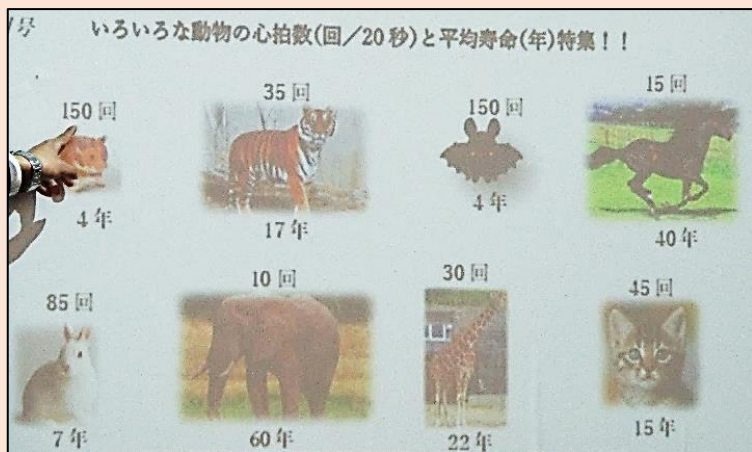 号 いろいろな動物の心拍数(回/20秒)と平均寿命(年)特集!!
150回 35回 150回 15回
4年 17年 4年 40年
85回 10回 30回 45回
7年 60年 22年 15年